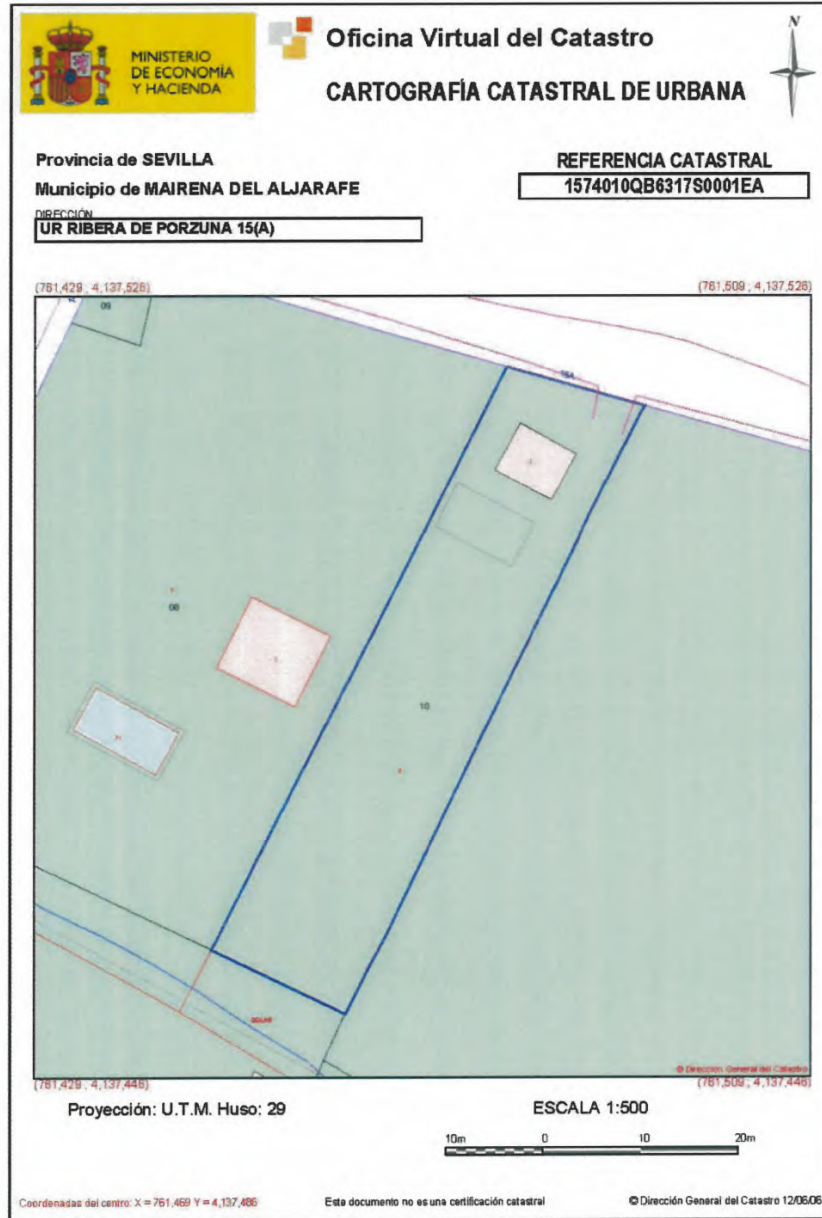 MINISTERIO
DE ECONOMÍA
Y HACIENDA
Oficina Virtual del Catastro
CARTOGRAFÍA CATASTRAL DE URBANA
N
Provincia de SEVILLA
Municipio de MAIRENA DEL ALJARAFE
REFERENCIA CATASTRAL
1574010QB6317S0001EA
DIRECCIÓN
UR RIBERA DE PORZUNA 15(A)
(761,429 ; 4,137,526)
(761,509 ; 4,137,526)
09
15A
08
10
© Dirección General del Catastro
(761,429 ; 4,137,446)
(761,509 ; 4,137,446)
Proyección: U.T.M. Huso: 29
ESCALA 1:500
10m 0 10 20m
Coordenadas del centro: X = 761,469 Y = 4,137,486
Este documento no es una certificación catastral
© Dirección General del Catastro 12/06/06